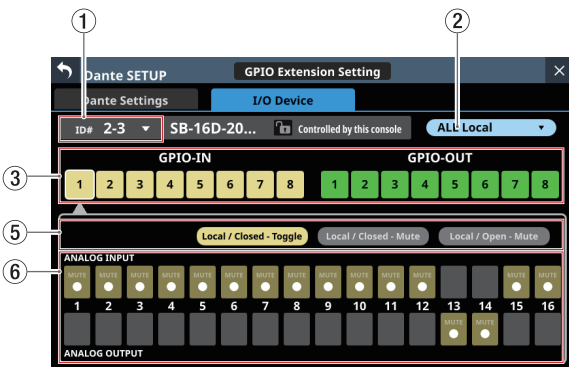 ① ②
Dante SETUP GPIO Extension Setting ×
Dante Settings I/O Device
ID# 2-3 ▼ SB-16D-20... Controlled by this console ALL Local ▼
③
GPIO-IN GPIO-OUT
1 2 3 4 5 6 7 8 1 2 3 4 5 6 7 8
⑤
Local / Closed - Toggle Local / Closed - Mute Local / Open - Mute
⑥
ANALOG INPUT
MUTE MUTE MUTE MUTE MUTE MUTE MUTE MUTE MUTE MUTE MUTE MUTE MUTE MUTE
1 2 3 4 5 6 7 8 9 10 11 12 13 14 15 16
MUTE MUTE
ANALOG OUTPUT